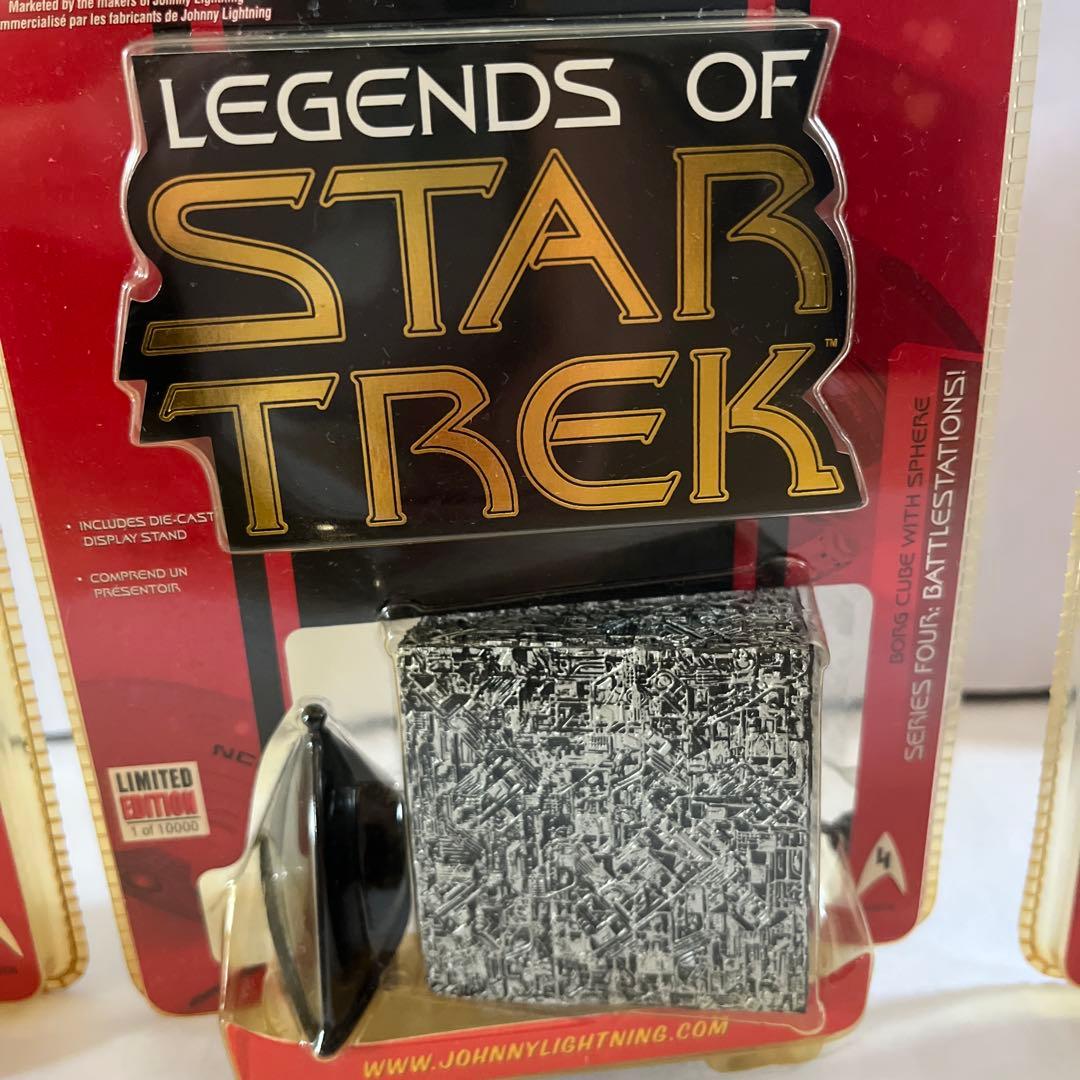 Marketed by the makers of Johnny Lightning
mmercialisé par les fabricants de Johnny Lightning
LEGENDS OF
STAR
TREK™
• INCLUDES DIE-CAST
DISPLAY STAND
• COMPREND UN
PRÉSENTOIR
BORG CUBE WITH SPHERE
SERIES FOUR: BATTLESTATIONS!
NC
LIMITED
EDITION
1 of 10000
4
WWW.JOHNNYLIGHTNING.COM